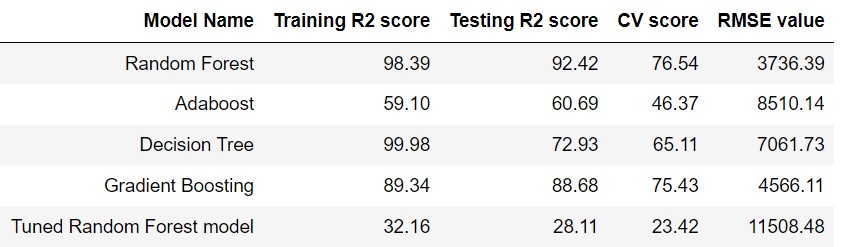 Model Name Training R2 score Testing R2 score CV score RMSE value
Random Forest 98.39 92.42 76.54 3736.39
Adaboost 59.10 60.69 46.37 8510.14
Decision Tree 99.98 72.93 65.11 7061.73
Gradient Boosting 89.34 88.68 75.43 4566.11
Tuned Random Forest model 32.16 28.11 23.42 11508.48